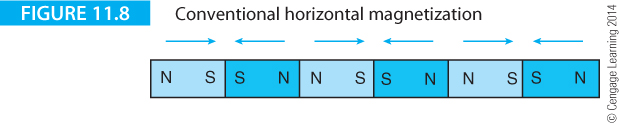 FIGURE 11.8 Conventional horizontal magnetization
N S S N N S S N N S S N
© Cengage Learning 2014